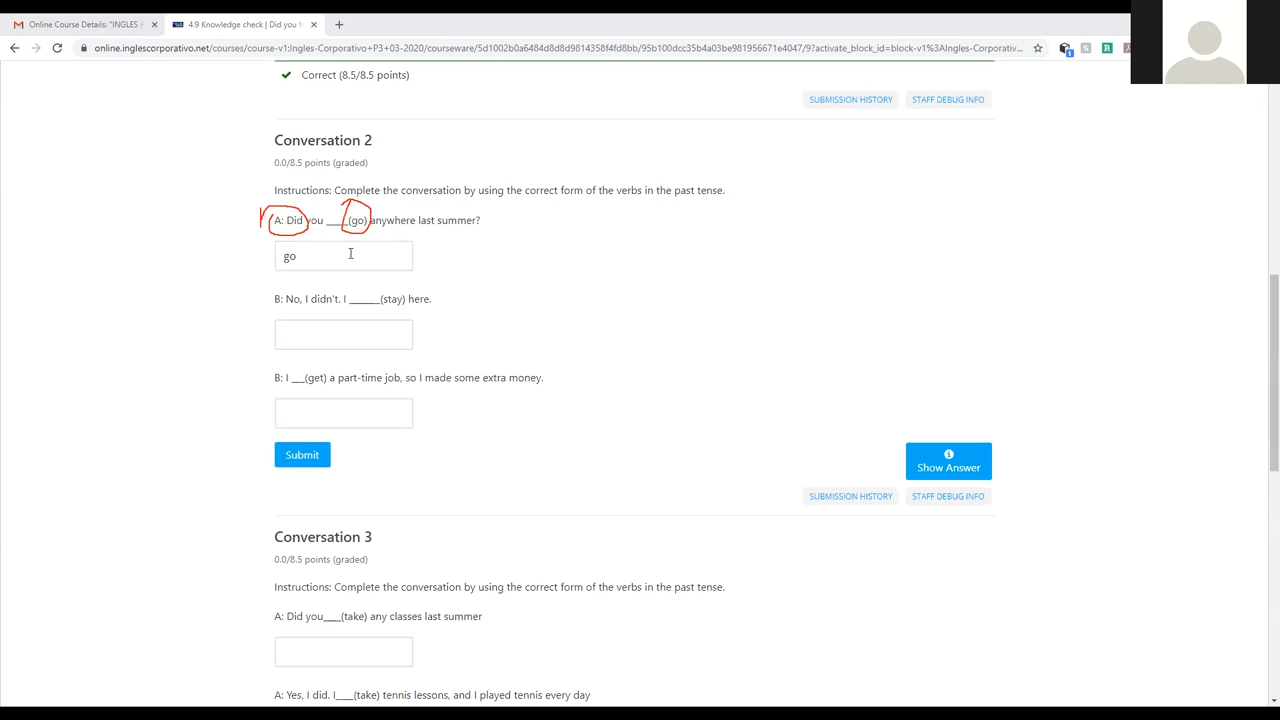 Online Course Details: "INGLES E
4.9 Knowledge check | Did you h
online.inglescorporativo.net/courses/course-v1:Ingles-Corporativo+P3+03-2020/courseware/5d1002b0a6484d8d8d9814358f4fd8bb/95b100dcc35b4a03be981956671e4047/9?activate_block_id=block-v1%3AIngles-Corporativ...
Correct (8.5/8.5 points)
SUBMISSION HISTORY STAFF DEBUG INFO
Conversation 2
0.0/8.5 points (graded)
Instructions: Complete the conversation by using the correct form of the verbs in the past tense.
A: Did you ____(go) anywhere last summer?
go
B: No, I didn't. I ______(stay) here.
B: I ___(get) a part-time job, so I made some extra money.
Submit
Show Answer
SUBMISSION HISTORY STAFF DEBUG INFO
Conversation 3
0.0/8.5 points (graded)
Instructions: Complete the conversation by using the correct form of the verbs in the past tense.
A: Did you____(take) any classes last summer
A: Yes, I did. I____(take) tennis lessons, and I played tennis every day